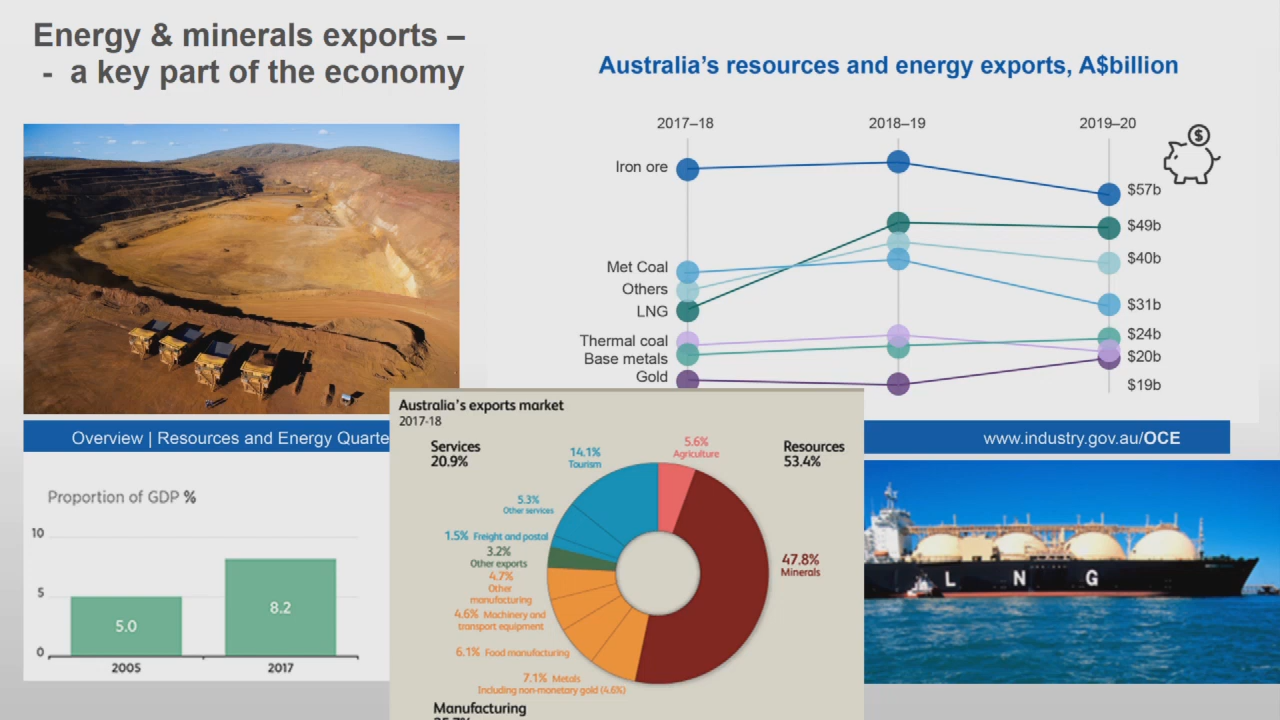 Energy & minerals exports –
- a key part of the economy
Australia's resources and energy exports, A$billion
2017–18
2018–19
2019–20
$
Iron ore
Met Coal
Others
LNG
Thermal coal
Base metals
Gold
$57b
$49b
$40b
$31b
$24b
$20b
$19b
Overview | Resources and Energy Quarte
www.industry.gov.au/OCE
Proportion of GDP %
10
5
0
5.0
8.2
2005
2017
Australia's exports market
2017-18
Services
20.9%
14.1%
Tourism
5.6%
Agriculture
Resources
53.4%
5.3%
Other services
1.5% Freight and postal
3.2%
Other exports
4.7%
Other
manufacturing
4.6% Machinery and
transport equipment
6.1% Food manufacturing
7.1% Metals
Including non-monetary gold (4.6%)
47.8%
Minerals
Manufacturing
L N G